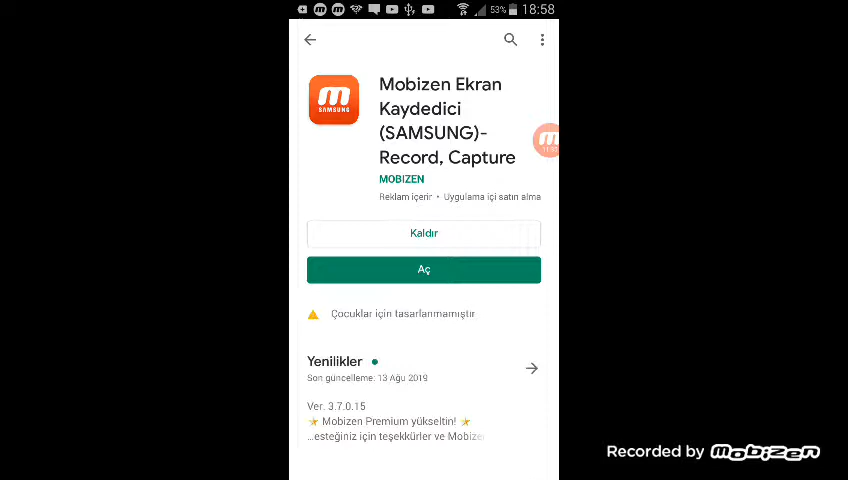 53% 18:58
m
SAMSUNG
Mobizen Ekran
Kaydedici
(SAMSUNG)-
Record, Capture
MOBIZEN
Reklam içerir • Uygulama içi satın alma
Kaldır
Aç
Çocuklar için tasarlanmamıştır
Yenilikler
Son güncelleme: 13 Ağu 2019
Ver. 3.7.0.15
⭐ Mobizen Premium yükseltin! ⭐
...esteğiniz için teşekkürler ve Mobizen
Recorded by mobizen